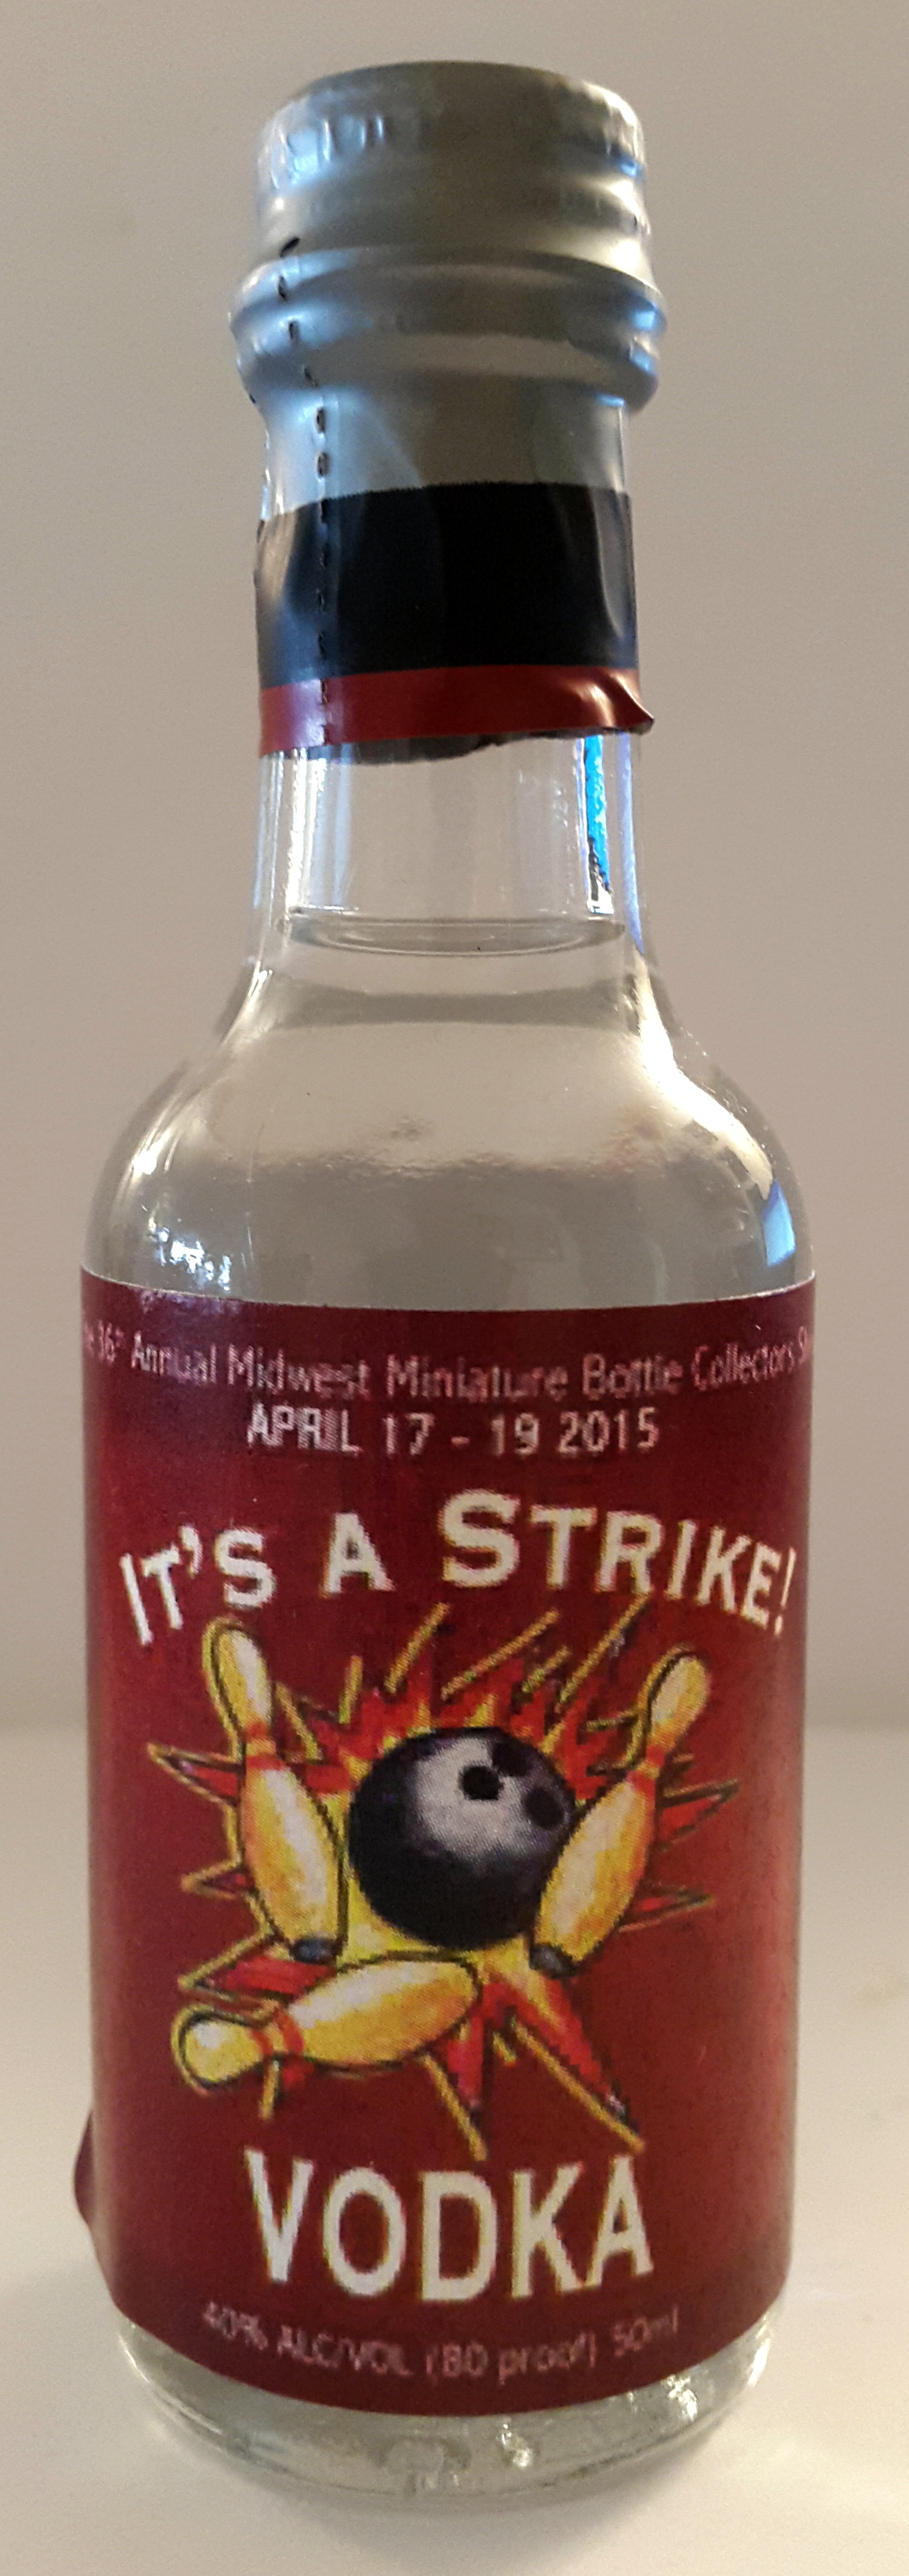 36th Annual Midwest Miniature Bottle Collectors
APRIL 17 - 19 2015
IT'S A STRIKE!
VODKA
40% ALC/VOL (80 proof) 50ml